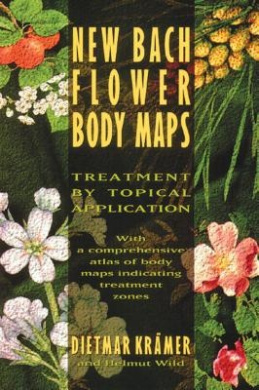 NEW BACH
FLOWER
BODY MAPS
TREATMENT
BY TOPICAL
APPLICATION
With
a comprehensive
atlas of body
maps indicating
treatment
zones
DIETMAR KRÄMER
and Helmut Wild